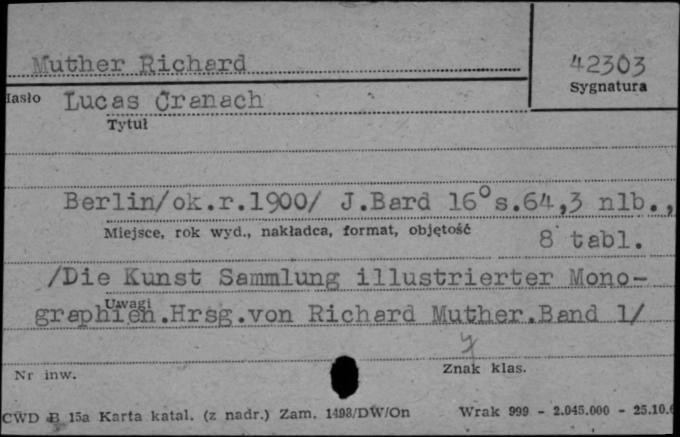 Muther Richard
42303
Sygnatura
Hasło Lucas Cranach
Tytuł
Berlin/ok.r.1900/ J.Bard 16° s.64,3 nlb.,
Miejsce, rok wyd., nakładca, format, objętość
8 tabl.
/Die Kunst Sammlung illustrierter Mono-
Uwagi
graphien.Hrsg.von Richard Muther.Band 1/
Nr inw.
Znak klas.
CWD B 15a Karta katal. (z nadr.) Zam. 1498/DW/On Wrak 999 - 2.045.000 - 25.10.6